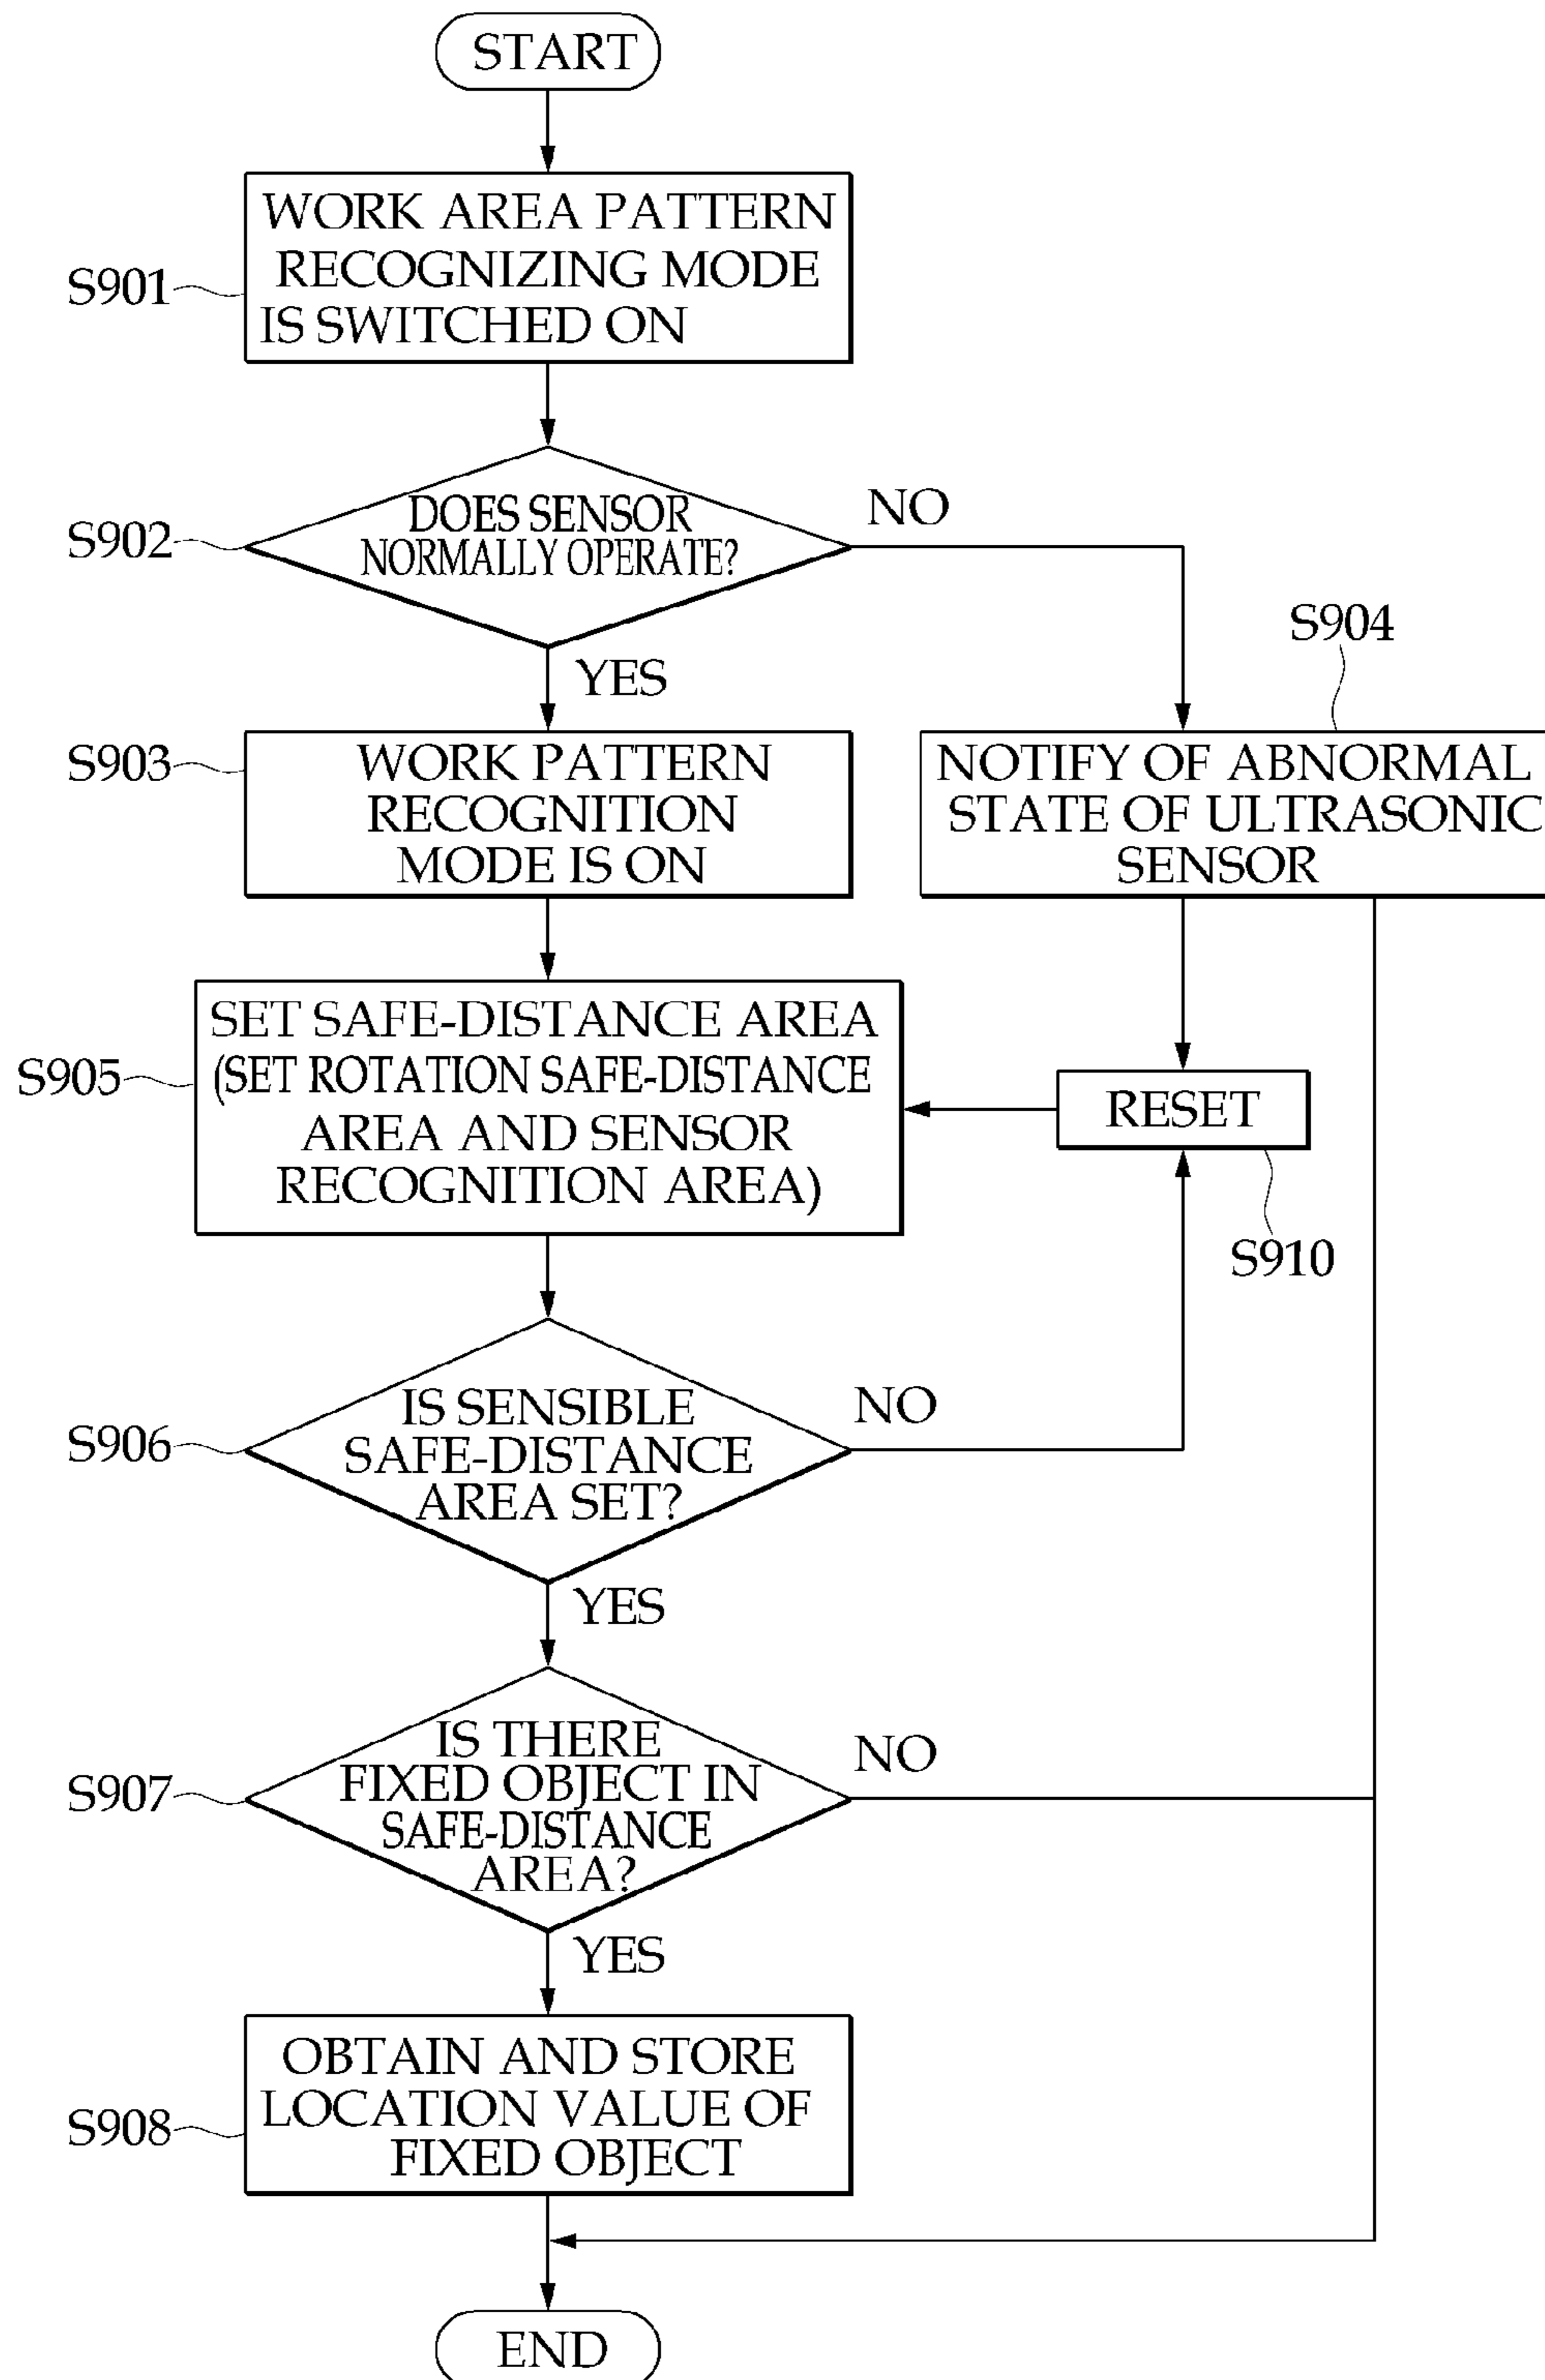 START
WORK AREA PATTERN
RECOGNIZING MODE
IS SWITCHED ON
S901
DOES SENSOR
NORMALLY OPERATE?
S902
NO
YES
S904
WORK PATTERN
RECOGNITION
MODE IS ON
S903
NOTIFY OF ABNORMAL
STATE OF ULTRASONIC
SENSOR
SET SAFE-DISTANCE AREA
(SET ROTATION SAFE-DISTANCE
AREA AND SENSOR
RECOGNITION AREA)
S905
RESET
S910
IS SENSIBLE
SAFE-DISTANCE
AREA SET?
S906
NO
YES
IS THERE
FIXED OBJECT IN
SAFE-DISTANCE
AREA?
S907
NO
YES
OBTAIN AND STORE
LOCATION VALUE OF
FIXED OBJECT
S908
END